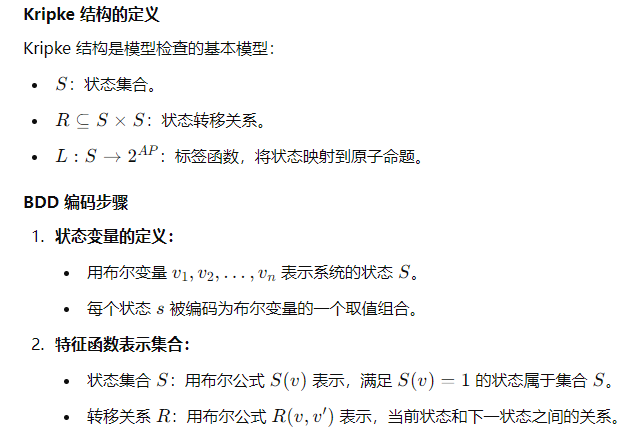 Kripke 结构的定义
Kripke 结构是模型检查的基本模型：
• S：状态集合。
• R ⊆ S × S：状态转移关系。
• L : S → 2^{AP}：标签函数，将状态映射到原子命题。
BDD 编码步骤
1. 状态变量的定义：
• 用布尔变量 v₁, v₂, …, vₙ 表示系统的状态 S。
• 每个状态 s 被编码为布尔变量的一个取值组合。
2. 特征函数表示集合：
• 状态集合 S：用布尔公式 S(v) 表示，满足 S(v) = 1 的状态属于集合 S。
• 转移关系 R：用布尔公式 R(v, v′) 表示，当前状态和下一状态之间的关系。